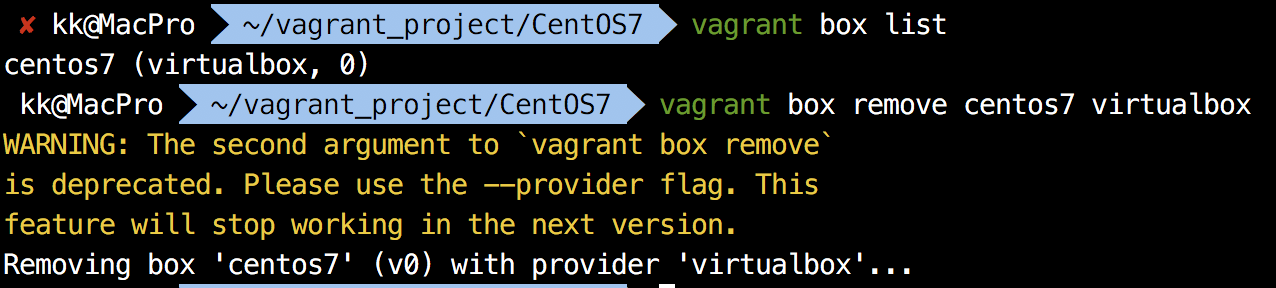 ✘ kk@MacPro ~/vagrant_project/CentOS7 vagrant box list
centos7 (virtualbox, 0)
kk@MacPro ~/vagrant_project/CentOS7 vagrant box remove centos7 virtualbox
WARNING: The second argument to `vagrant box remove`
is deprecated. Please use the --provider flag. This
feature will stop working in the next version.
Removing box 'centos7' (v0) with provider 'virtualbox'...